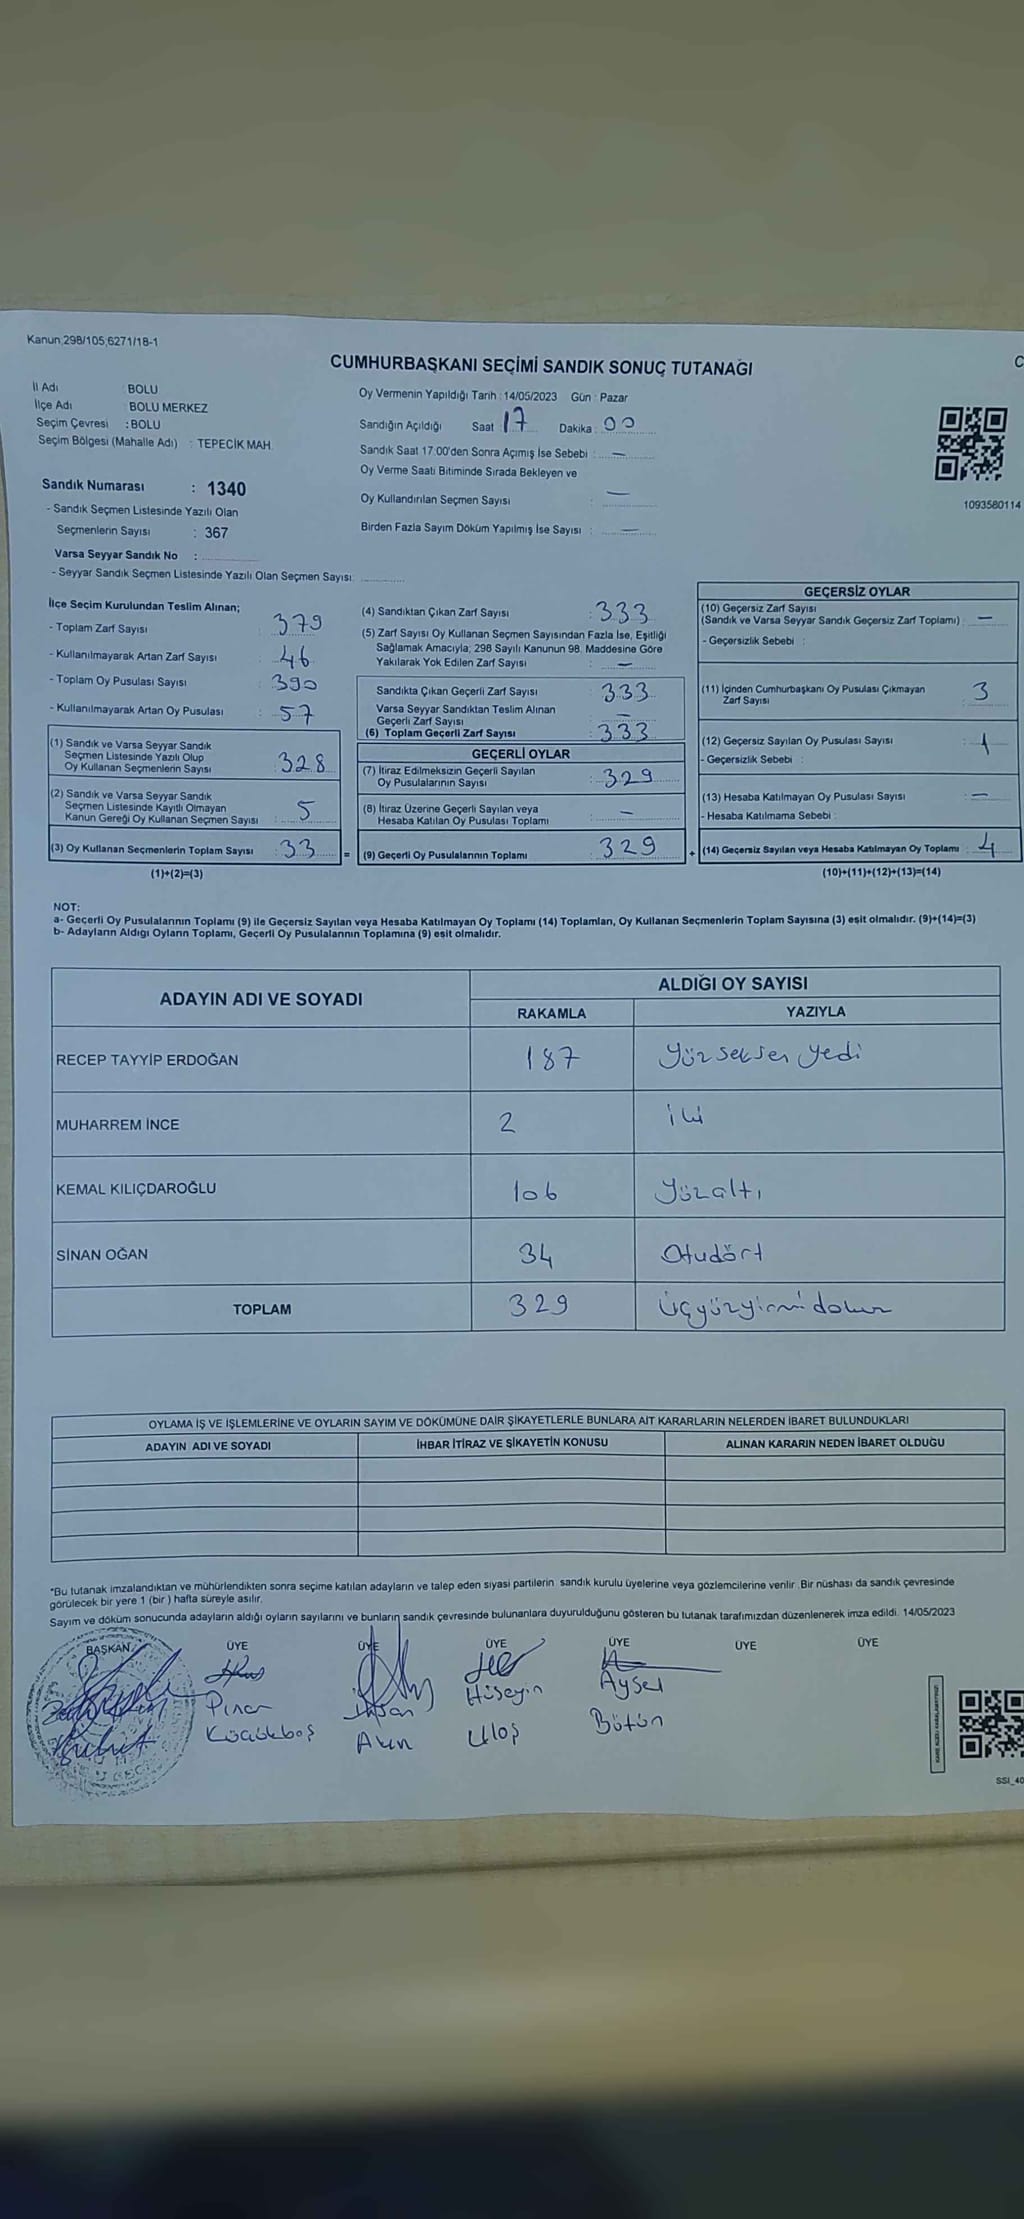 Kanun;298/105,6271/18-1
CUMHURBAŞKANI SEÇİMİ SANDIK SONUÇ TUTANAĞI
C
İl Adı : BOLU
İlçe Adı : BOLU MERKEZ
Seçim Çevresi : BOLU
Seçim Bölgesi (Mahalle Adı) : TEPECİK MAH.
Sandık Numarası : 1340
- Sandık Seçmen Listesinde Yazılı Olan
Seçmenlerin Sayısı : 367
Varsa Seyyar Sandık No :
- Seyyar Sandık Seçmen Listesinde Yazılı Olan Seçmen Sayısı:
Oy Vermenin Yapıldığı Tarih : 14/05/2023 Gün : Pazar
Sandığın Açıldığı Saat : 17 Dakika : 00
Sandık Saat 17:00'den Sonra Açımış İse Sebebi : —
Oy Verme Saati Bitiminde Sırada Bekleyen ve
Oy Kullandırılan Seçmen Sayısı : —
Birden Fazla Sayım Döküm Yapılmış İse Sayısı : —
1093580114
İlçe Seçim Kurulundan Teslim Alınan;
- Toplam Zarf Sayısı : 379
- Kullanılmayarak Artan Zarf Sayısı : 46
- Toplam Oy Pusulası Sayısı : 390
- Kullanılmayarak Artan Oy Pusulası : 57
(1) Sandık ve Varsa Seyyar Sandık
Seçmen Listesinde Yazılı Olup
Oy Kullanan Seçmenlerin Sayısı : 328
(2) Sandık ve Varsa Seyyar Sandık
Seçmen Listesinde Kayıtlı Olmayan
Kanun Gereği Oy Kullanan Seçmen Sayısı : 5
(3) Oy Kullanan Seçmenlerin Toplam Sayısı : 33 =
(1)+(2)=(3)
(4) Sandıktan Çıkan Zarf Sayısı : 333
(5) Zarf Sayısı Oy Kullanan Seçmen Sayısından Fazla İse, Eşitliği
Sağlamak Amacıyla; 298 Sayılı Kanunun 98. Maddesine Göre
Yakılarak Yok Edilen Zarf Sayısı : —
Sandıkta Çıkan Geçerli Zarf Sayısı : 333
Varsa Seyyar Sandıktan Teslim Alınan
Geçerli Zarf Sayısı : —
(6) Toplam Geçerli Zarf Sayısı : 333
GEÇERLİ OYLAR
(7) İtiraz Edilmeksizin Geçerli Sayılan
Oy Pusulalarının Sayısı : 329
(8) İtiraz Üzerine Geçerli Sayılan veya
Hesaba Katılan Oy Pusulası Toplamı : —
(9) Geçerli Oy Pusulalarının Toplamı : 329 +
GEÇERSİZ OYLAR
(10) Geçersiz Zarf Sayısı
(Sandık ve Varsa Seyyar Sandık Geçersiz Zarf Toplamı) : —
- Geçersizlik Sebebi :
(11) İçinden Cumhurbaşkanı Oy Pusulası Çıkmayan
Zarf Sayısı : 3
(12) Geçersiz Sayılan Oy Pusulası Sayısı : 1
- Geçersizlik Sebebi :
(13) Hesaba Katılmayan Oy Pusulası Sayısı : —
- Hesaba Katılmama Sebebi :
(14) Geçersiz Sayılan veya Hesaba Katılmayan Oy Toplamı : 4
(10)+(11)+(12)+(13)=(14)
NOT:
a- Geçerli Oy Pusulalarının Toplamı (9) ile Geçersiz Sayılan veya Hesaba Katılmayan Oy Toplamı (14) Toplamları, Oy Kullanan Seçmenlerin Toplam Sayısına (3) eşit olmalıdır. (9)+(14)=(3)
b- Adayların Aldığı Oyların Toplamı, Geçerli Oy Pusulalarının Toplamına (9) eşit olmalıdır.
ADAYIN ADI VE SOYADI ALDIĞI OY SAYISI
RAKAMLA YAZIYLA
RECEP TAYYİP ERDOĞAN 187 Yüzseksen yedi
MUHARREM İNCE 2 iki
KEMAL KILIÇDAROĞLU 106 Yüzaltı
SİNAN OĞAN 34 Otudört
TOPLAM 329 Üçyüzyirmi dokuz
OYLAMA İŞ VE İŞLEMLERİNE VE OYLARIN SAYIM VE DÖKÜMÜNE DAİR ŞİKAYETLERLE BUNLARA AİT KARARLARIN NELERDEN İBARET BULUNDUKLARI
ADAYIN ADI VE SOYADI İHBAR İTİRAZ VE ŞİKAYETİN KONUSU ALINAN KARARIN NEDEN İBARET OLDUĞU
*Bu tutanak imzalandıktan ve mühürlendikten sonra seçime katılan adayların ve talep eden siyasi partilerin sandık kurulu üyelerine veya gözlemcilerine verilir. Bir nüshası da sandık çevresinde
görülecek bir yere 1 (bir ) hafta süreyle asılır.
Sayım ve döküm sonucunda adayların aldığı oyların sayılarını ve bunların sandık çevresinde bulunanlara duyurulduğunu gösteren bu tutanak tarafımızdan düzenlenerek imza edildi. 14/05/2023
BAŞKAN ÜYE ÜYE ÜYE ÜYE ÜYE ÜYE
Pınar Hüseyin Aysel
Küçükbaş Akın Uloş Bütün
SSI_40